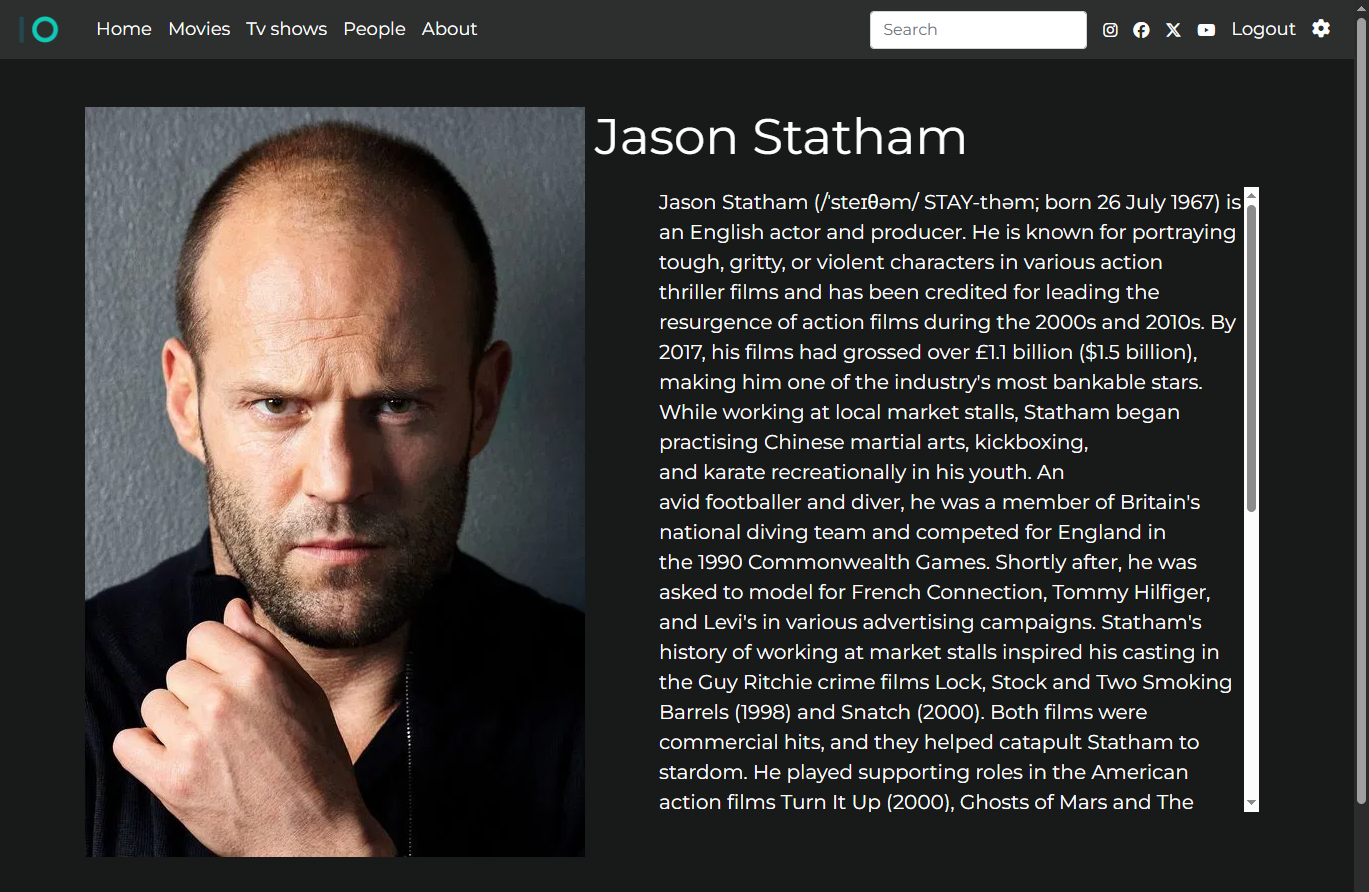 Home Movies Tv shows People About Search Logout
Jason Statham
Jason Statham (/ˈsteɪθəm/ STAY-thəm; born 26 July 1967) is
an English actor and producer. He is known for portraying
tough, gritty, or violent characters in various action
thriller films and has been credited for leading the
resurgence of action films during the 2000s and 2010s. By
2017, his films had grossed over £1.1 billion ($1.5 billion),
making him one of the industry's most bankable stars.
While working at local market stalls, Statham began
practising Chinese martial arts, kickboxing,
and karate recreationally in his youth. An
avid footballer and diver, he was a member of Britain's
national diving team and competed for England in
the 1990 Commonwealth Games. Shortly after, he was
asked to model for French Connection, Tommy Hilfiger,
and Levi's in various advertising campaigns. Statham's
history of working at market stalls inspired his casting in
the Guy Ritchie crime films Lock, Stock and Two Smoking
Barrels (1998) and Snatch (2000). Both films were
commercial hits, and they helped catapult Statham to
stardom. He played supporting roles in the American
action films Turn It Up (2000), Ghosts of Mars and The